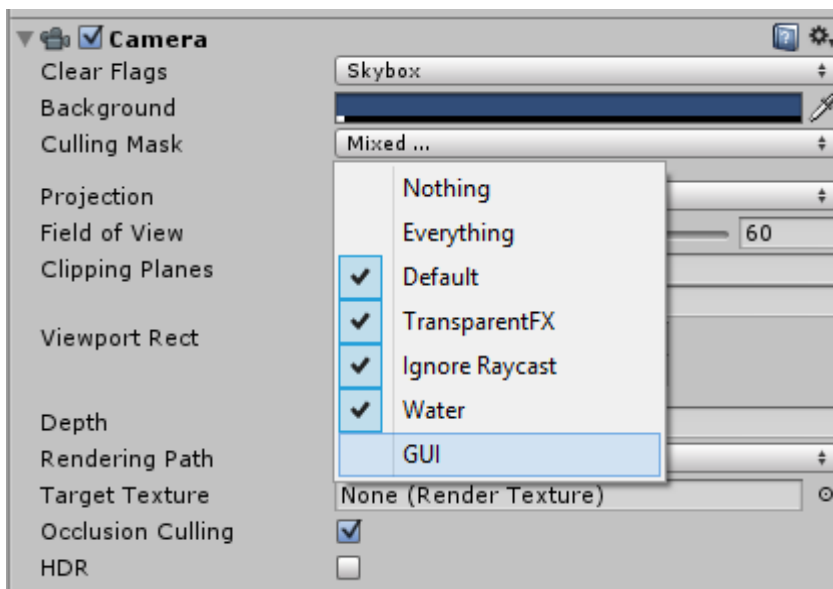 Camera
Clear Flags
Skybox
Background
Culling Mask
Mixed ...
Nothing
Everything
Default
TransparentFX
Ignore Raycast
Water
GUI
Projection
Field of View
60
Clipping Planes
Viewport Rect
Depth
Rendering Path
Target Texture
None (Render Texture)
Occlusion Culling
HDR